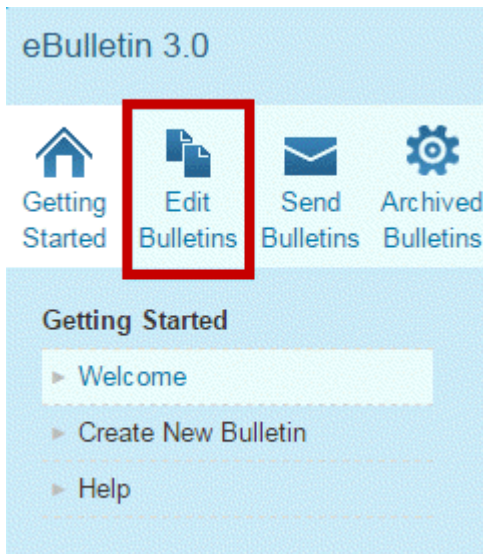 eBulletin 3.0
Getting Started
Edit Bulletins
Send Bulletins
Archived Bulletins
Getting Started
Welcome
Create New Bulletin
Help